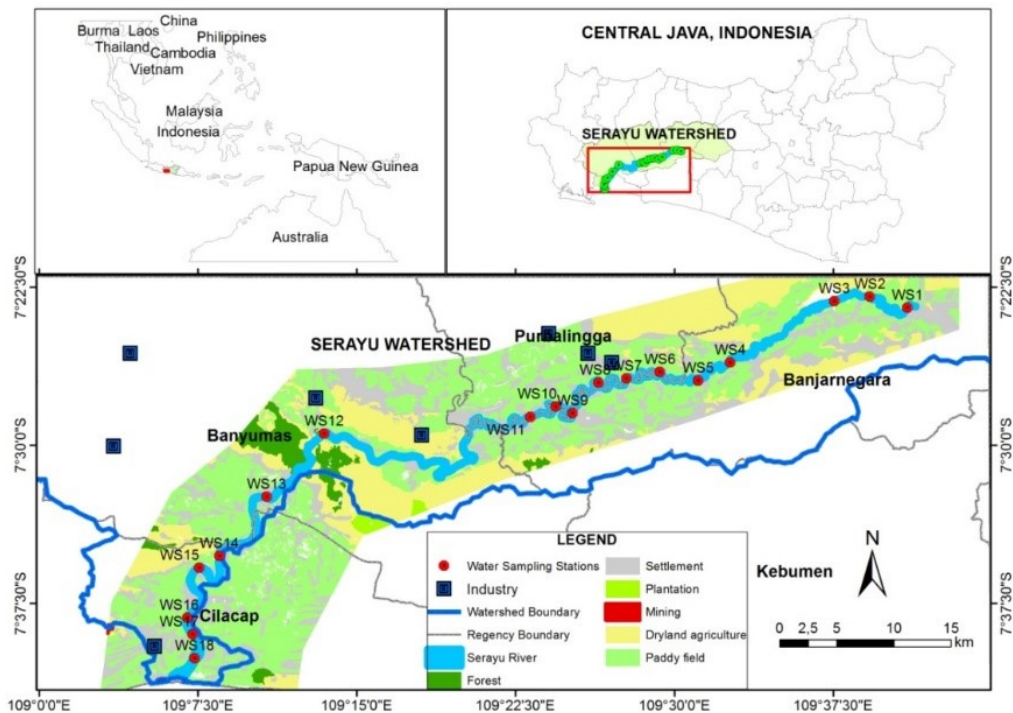 China
Burma Laos
Philippines
Thailand
Cambodia
Vietnam
Malaysia
Indonesia
Papua New Guinea
Australia
CENTRAL JAVA, INDONESIA
SERAYU WATERSHED
7°22'30"S
7°30'0"S
7°37'30"S
SERAYU WATERSHED
Purbalingga
Banjarnegara
Banyumas
Cilacap
Kebumen
WS3
WS2
WS1
WS4
WS6
WS5
WS7
WS8
WS10
WS9
WS11
WS12
WS13
WS14
WS15
WS16
WS18
LEGEND
Water Sampling Stations
Industry
Watershed Boundary
Regency Boundary
Serayu River
Forest
Settlement
Plantation
Mining
Dryland agriculture
Paddy field
N
0 2,5 5 10 15
km
7°22'30"S
7°30'0"S
7°37'30"S
109°0'0"E
109°7'30"E
109°15'0"E
109°22'30"E
109°30'0"E
109°37'30"E